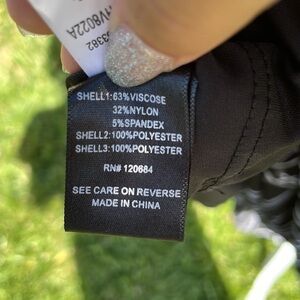 HV8022A
SHELL1:63%VISCOSE
32%NYLON
5%SPANDEX
SHELL2:100%POLYESTER
SHELL3:100%POLYESTER
RN# 120684
SEE CARE ON REVERSE
MADE IN CHINA